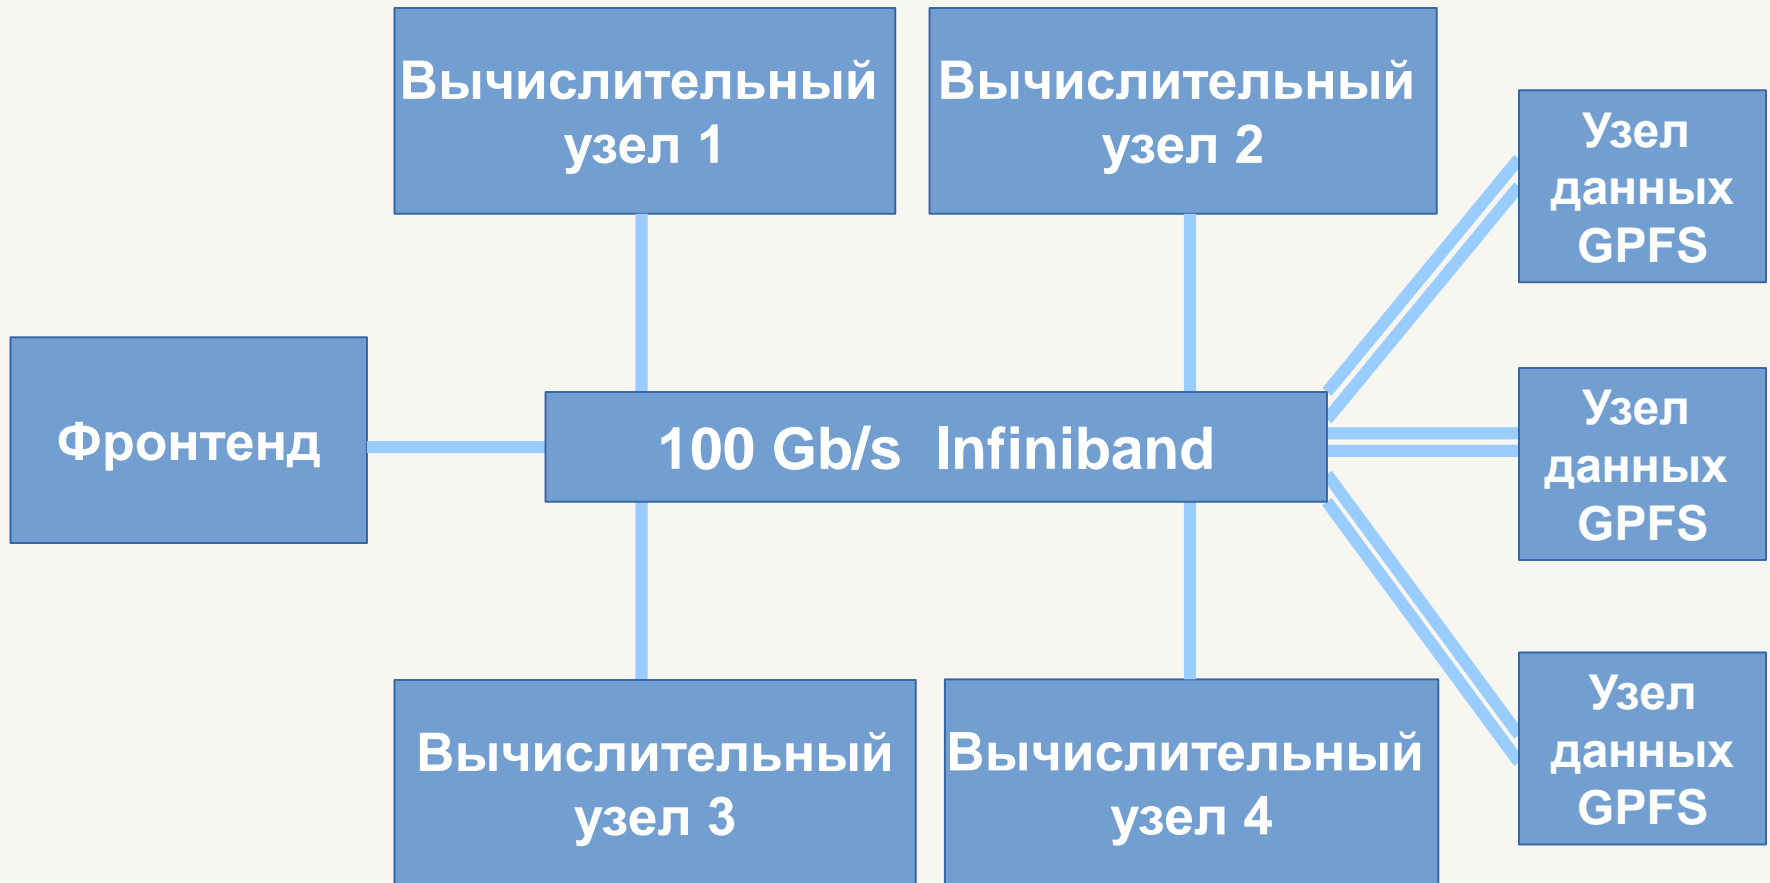 Вычислительный
узел 1
Вычислительный
узел 2
Узел
данных
GPFS
Фронтенд
100 Gb/s Infiniband
Узел
данных
GPFS
Вычислительный
узел 3
Вычислительный
узел 4
Узел
данных
GPFS